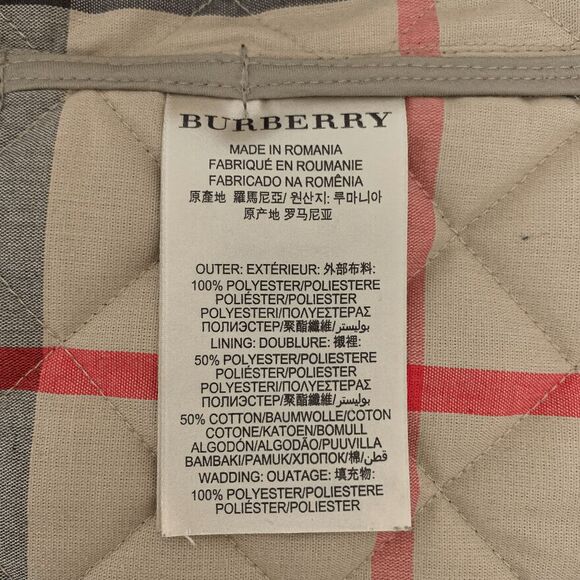 BURBERRY
MADE IN ROMANIA
FABRIQUÉ EN ROUMANIE
FABRICADO NA ROMÊNIA
原產地 羅馬尼亞/ 원산지: 루마니아
原产地 罗马尼亚
OUTER: EXTÉRIEUR: 外部布料:
100% POLYESTER/POLIESTERE
POLIÉSTER/POLIESTER
POLYESTERI/ΠΟΛΥΕΣΤΕΡΑΣ
ПОЛИЭСТЕР/聚酯纖維/بوليستر
LINING: DOUBLURE: 襯裡:
50% POLYESTER/POLIESTERE
POLIÉSTER/POLIESTER
POLYESTERI/ΠΟΛΥΕΣΤΕΡΑΣ
ПОЛИЭСТЕР/聚酯纖維/بوليستر
50% COTTON/BAUMWOLLE/COTON
COTONE/KATOEN/BOMULL
ALGODÓN/ALGODÃO/PUUVILLA
BAMBAKI/PAMUK/ХЛОПОК/棉/قطن
WADDING: OUATAGE: 填充物:
100% POLYESTER/POLIESTERE
POLIÉSTER/POLIESTER